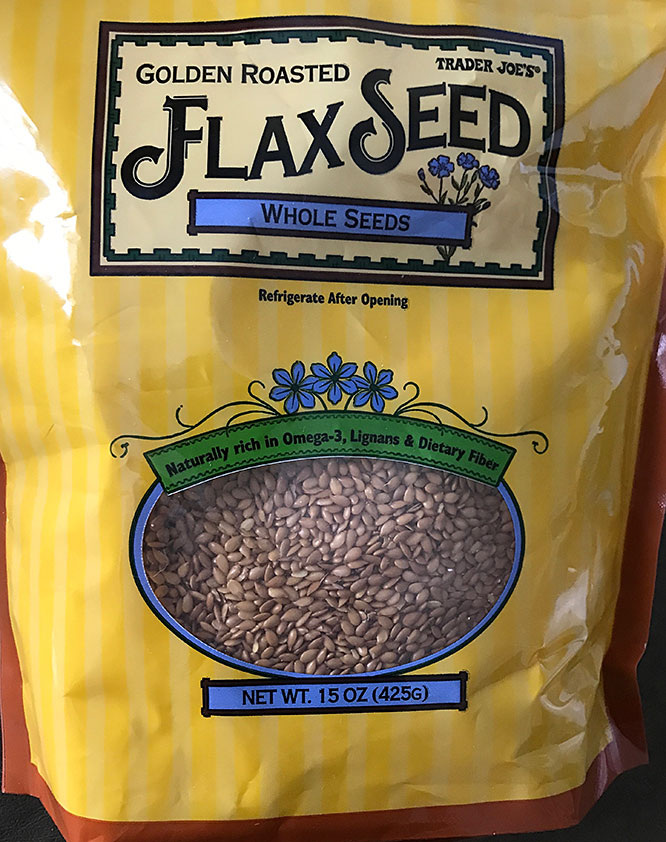 GOLDEN ROASTED
TRADER JOE'S®
FLAX SEED
WHOLE SEEDS
Refrigerate After Opening
Naturally rich in Omega-3, Lignans & Dietary Fiber
NET WT. 15 OZ (425G)